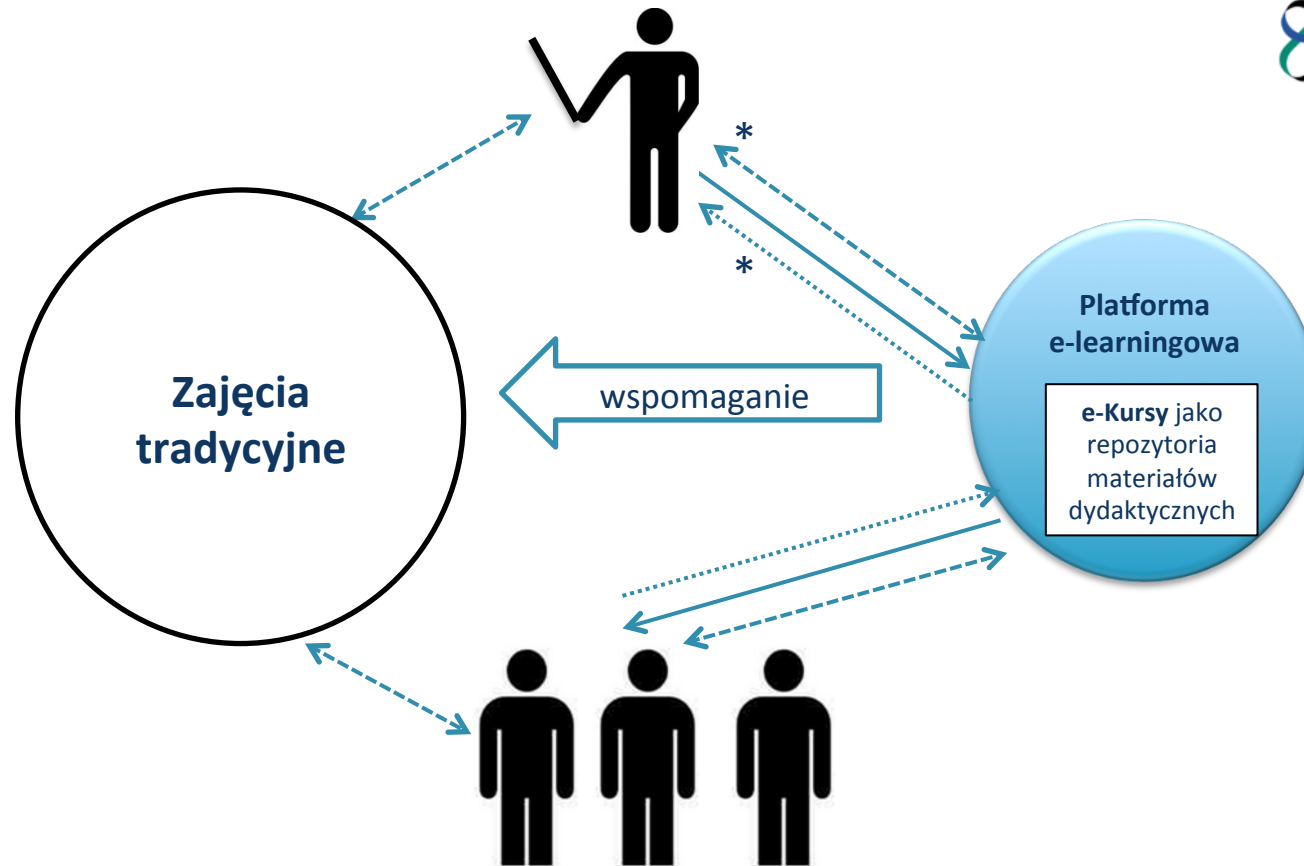 *
*
Zajęcia
tradycyjne
wspomaganie
Platforma
e-learningowa
e-Kursy jako
repozytoria
materiałów
dydaktycznych